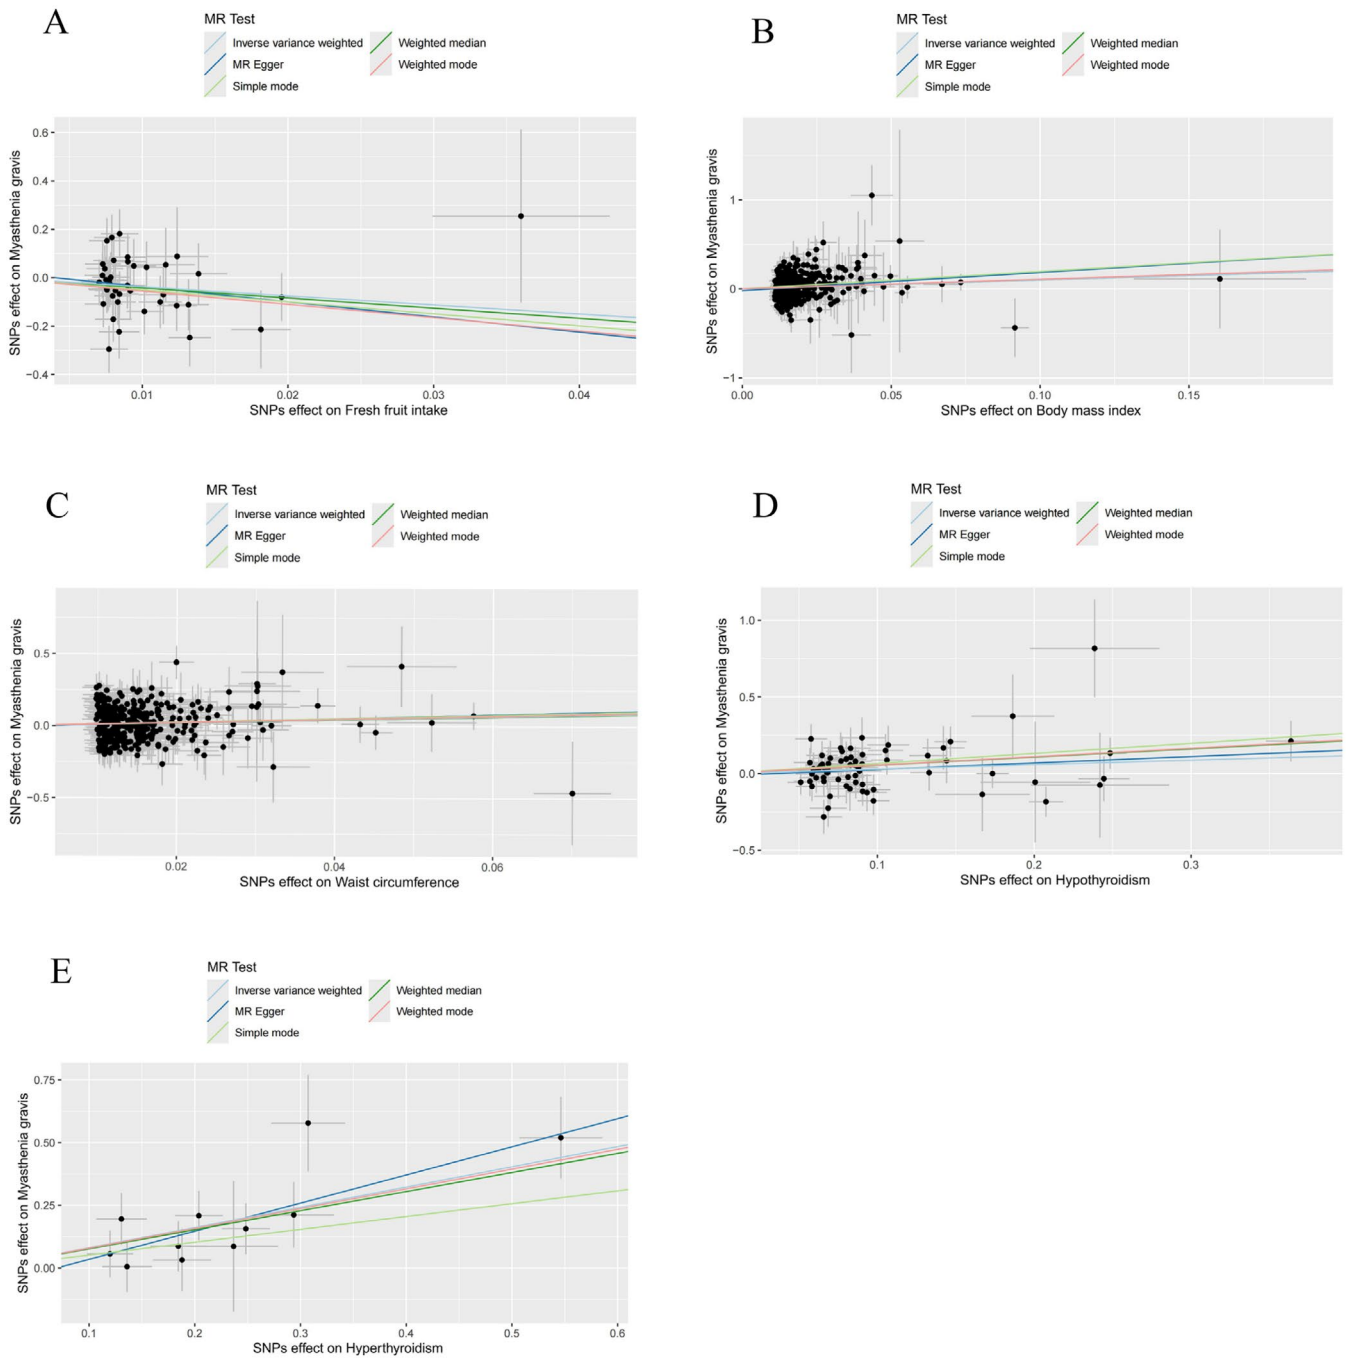 A
MR Test
Inverse variance weighted
Weighted median
MR Egger
Weighted mode
Simple mode
SNPs effect on Myasthenia gravis
0.6
0.4
0.2
0.0
−0.2
−0.4
0.01
0.02
0.03
0.04
SNPs effect on Fresh fruit intake
B
MR Test
Inverse variance weighted
Weighted median
MR Egger
Weighted mode
Simple mode
SNPs effect on Myasthenia gravis
1
0
−1
0.00
0.05
0.10
0.15
SNPs effect on Body mass index
C
MR Test
Inverse variance weighted
Weighted median
MR Egger
Weighted mode
Simple mode
SNPs effect on Myasthenia gravis
0.5
0.0
−0.5
0.02
0.04
0.06
SNPs effect on Waist circumference
D
MR Test
Inverse variance weighted
Weighted median
MR Egger
Weighted mode
Simple mode
SNPs effect on Myasthenia gravis
1.0
0.5
0.0
−0.5
0.1
0.2
0.3
SNPs effect on Hypothyroidism
E
MR Test
Inverse variance weighted
Weighted median
MR Egger
Weighted mode
Simple mode
SNPs effect on Myasthenia gravis
0.75
0.50
0.25
0.00
0.1
0.2
0.3
0.4
0.5
0.6
SNPs effect on Hyperthyroidism